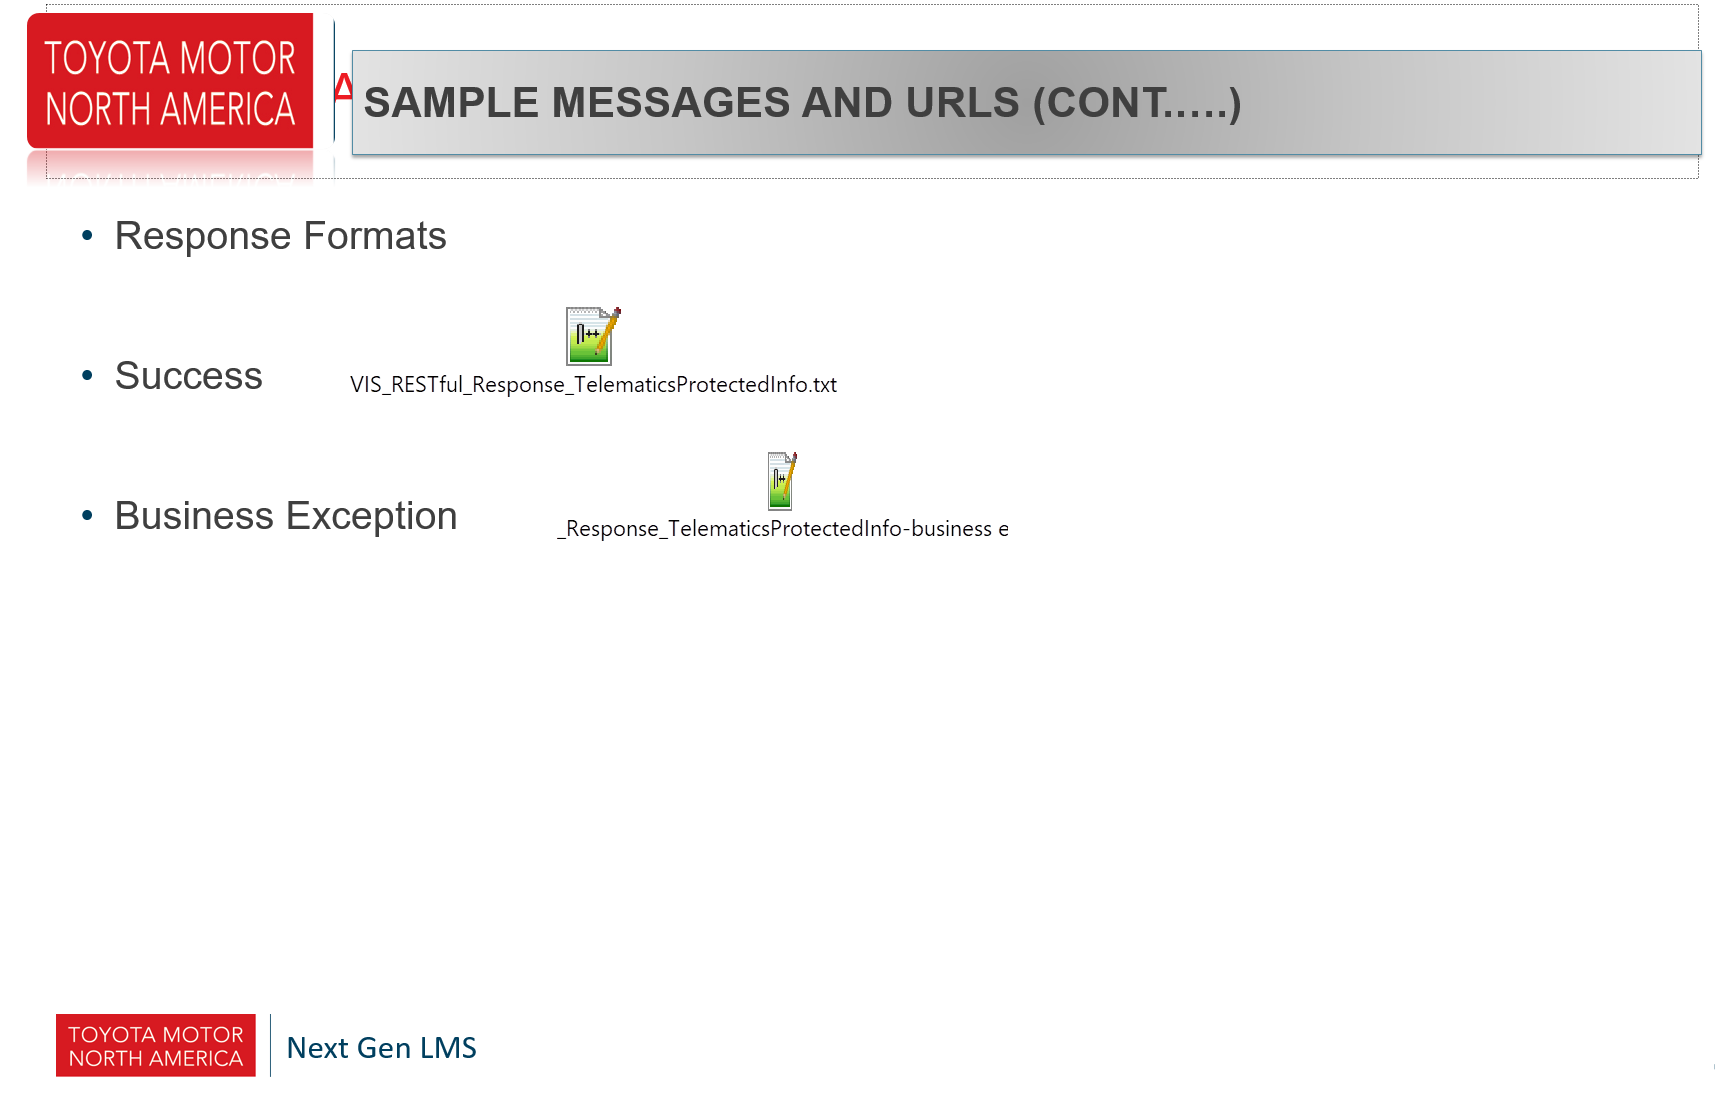 TOYOTA MOTOR
NORTH AMERICA
SAMPLE MESSAGES AND URLS (CONT.....)
• Response Formats
• Success
VIS_RESTful_Response_TelematicsProtectedInfo.txt
• Business Exception
_Response_TelematicsProtectedInfo-business e
TOYOTA MOTOR
NORTH AMERICA
Next Gen LMS